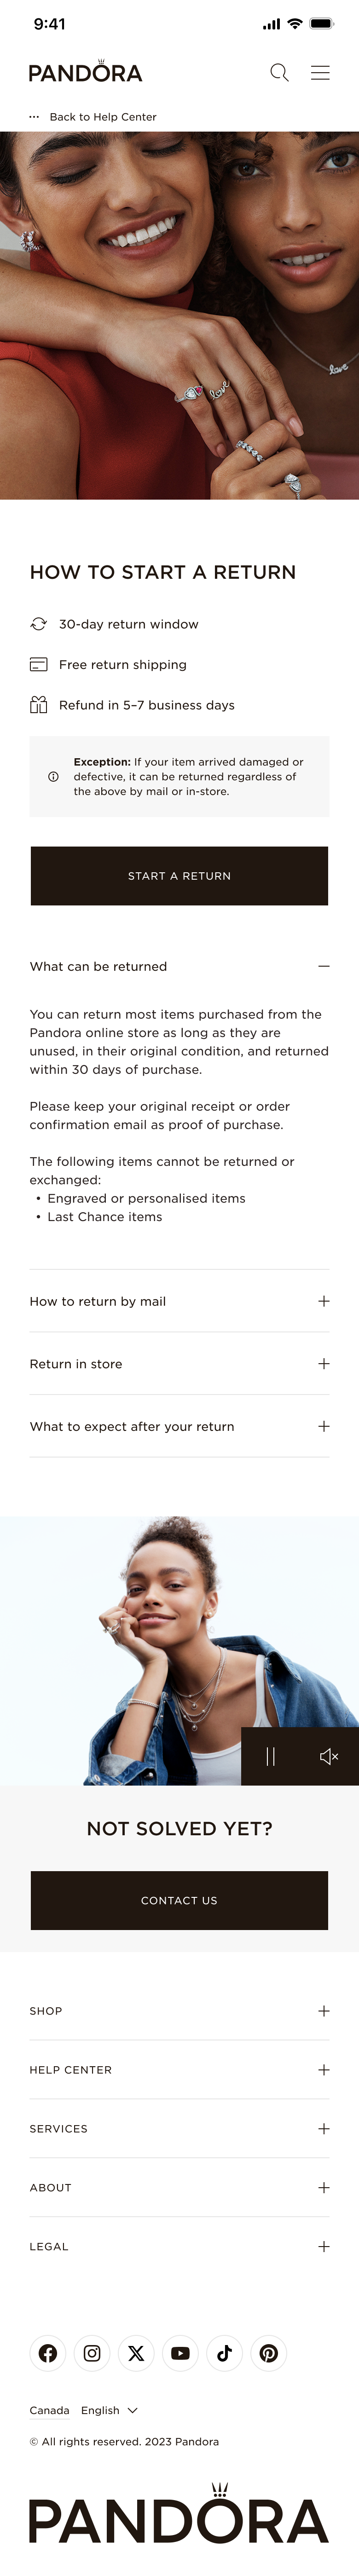 9:41
PANDORA
··· Back to Help Center
love
love
HOW TO START A RETURN
30-day return window
Free return shipping
Refund in 5–7 business days
Exception: If your item arrived damaged or
defective, it can be returned regardless of
the above by mail or in-store.
START A RETURN
What can be returned
You can return most items purchased from the
Pandora online store as long as they are
unused, in their original condition, and returned
within 30 days of purchase.
Please keep your original receipt or order
confirmation email as proof of purchase.
The following items cannot be returned or
exchanged:
• Engraved or personalised items
• Last Chance items
How to return by mail
Return in store
What to expect after your return
NOT SOLVED YET?
CONTACT US
SHOP
HELP CENTER
SERVICES
ABOUT
LEGAL
Canada English
© All rights reserved. 2023 Pandora
PANDORA